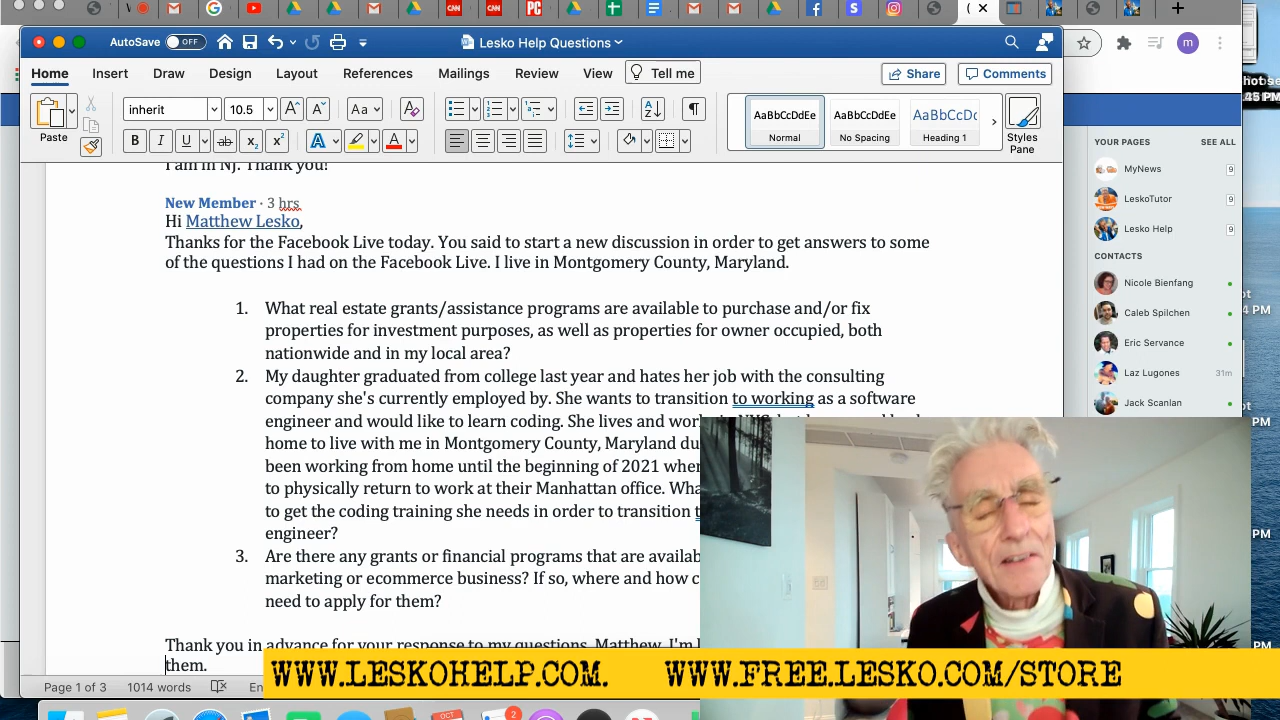 AutoSave OFF
Lesko Help Questions
m
Home Insert Draw Design Layout References Mailings Review View Tell me
Share Comments
Paste
inherit 10.5
AaBbCcDdEe AaBbCcDdEe AaBbCcDc
Normal No Spacing Heading 1
Styles
Pane
I am in NJ. Thank you!
New Member · 3 hrs
Hi Matthew Lesko,
Thanks for the Facebook Live today. You said to start a new discussion in order to get answers to some
of the questions I had on the Facebook Live. I live in Montgomery County, Maryland.
1. What real estate grants/assistance programs are available to purchase and/or fix
properties for investment purposes, as well as properties for owner occupied, both
nationwide and in my local area?
2. My daughter graduated from college last year and hates her job with the consulting
company she's currently employed by. She wants to transition to working as a software
engineer and would like to learn coding. She lives and
home to live with me in Montgomery County, Maryland
been working from home until the beginning of 2021
to physically return to work at their Manhattan office.
to get the coding training she needs in order to transition
engineer?
3. Are there any grants or financial programs that are
marketing or ecommerce business? If so, where and how
need to apply for them?
Thank you in advance for your response to my questions, Matthew. I'm
them.
Page 1 of 3 1014 words
YOUR PAGES SEE ALL
MyNews 9
LeskoTutor 9
Lesko Help 9
CONTACTS
Nicole Bienfang
Caleb Spilchen
Eric Servance
Laz Lugones 31m
Jack Scanlan
WWW.LESKOHELP.COM. WWW.FREE.LESKO.COM/STORE
OCT
2